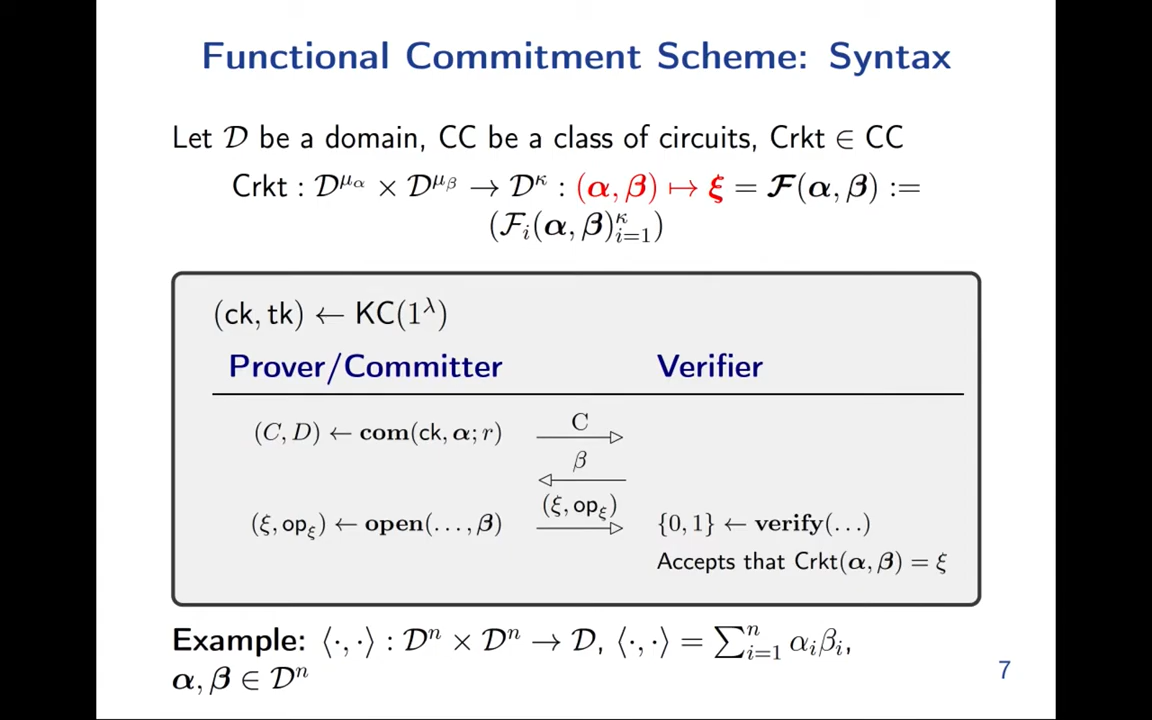 Functional Commitment Scheme: Syntax
Let 𝒟 be a domain, CC be a class of circuits, Crkt ∈ CC
Crkt : 𝒟^{μ_α} × 𝒟^{μ_β} → 𝒟^κ : (α, β) ↦ ξ = ℱ(α, β) :=
(ℱ_i(α, β)_{i=1}^κ)
(ck, tk) ← KC(1^λ)
Prover/Committer Verifier
(C, D) ← com(ck, α; r) C
β
(ξ, op_ξ) ← open(. . . , β) (ξ, op_ξ) {0, 1} ← verify(. . .)
Accepts that Crkt(α, β) = ξ
Example: ⟨·, ·⟩ : 𝒟^n × 𝒟^n → 𝒟, ⟨·, ·⟩ = ∑_{i=1}^n α_iβ_i,
α, β ∈ 𝒟^n
7